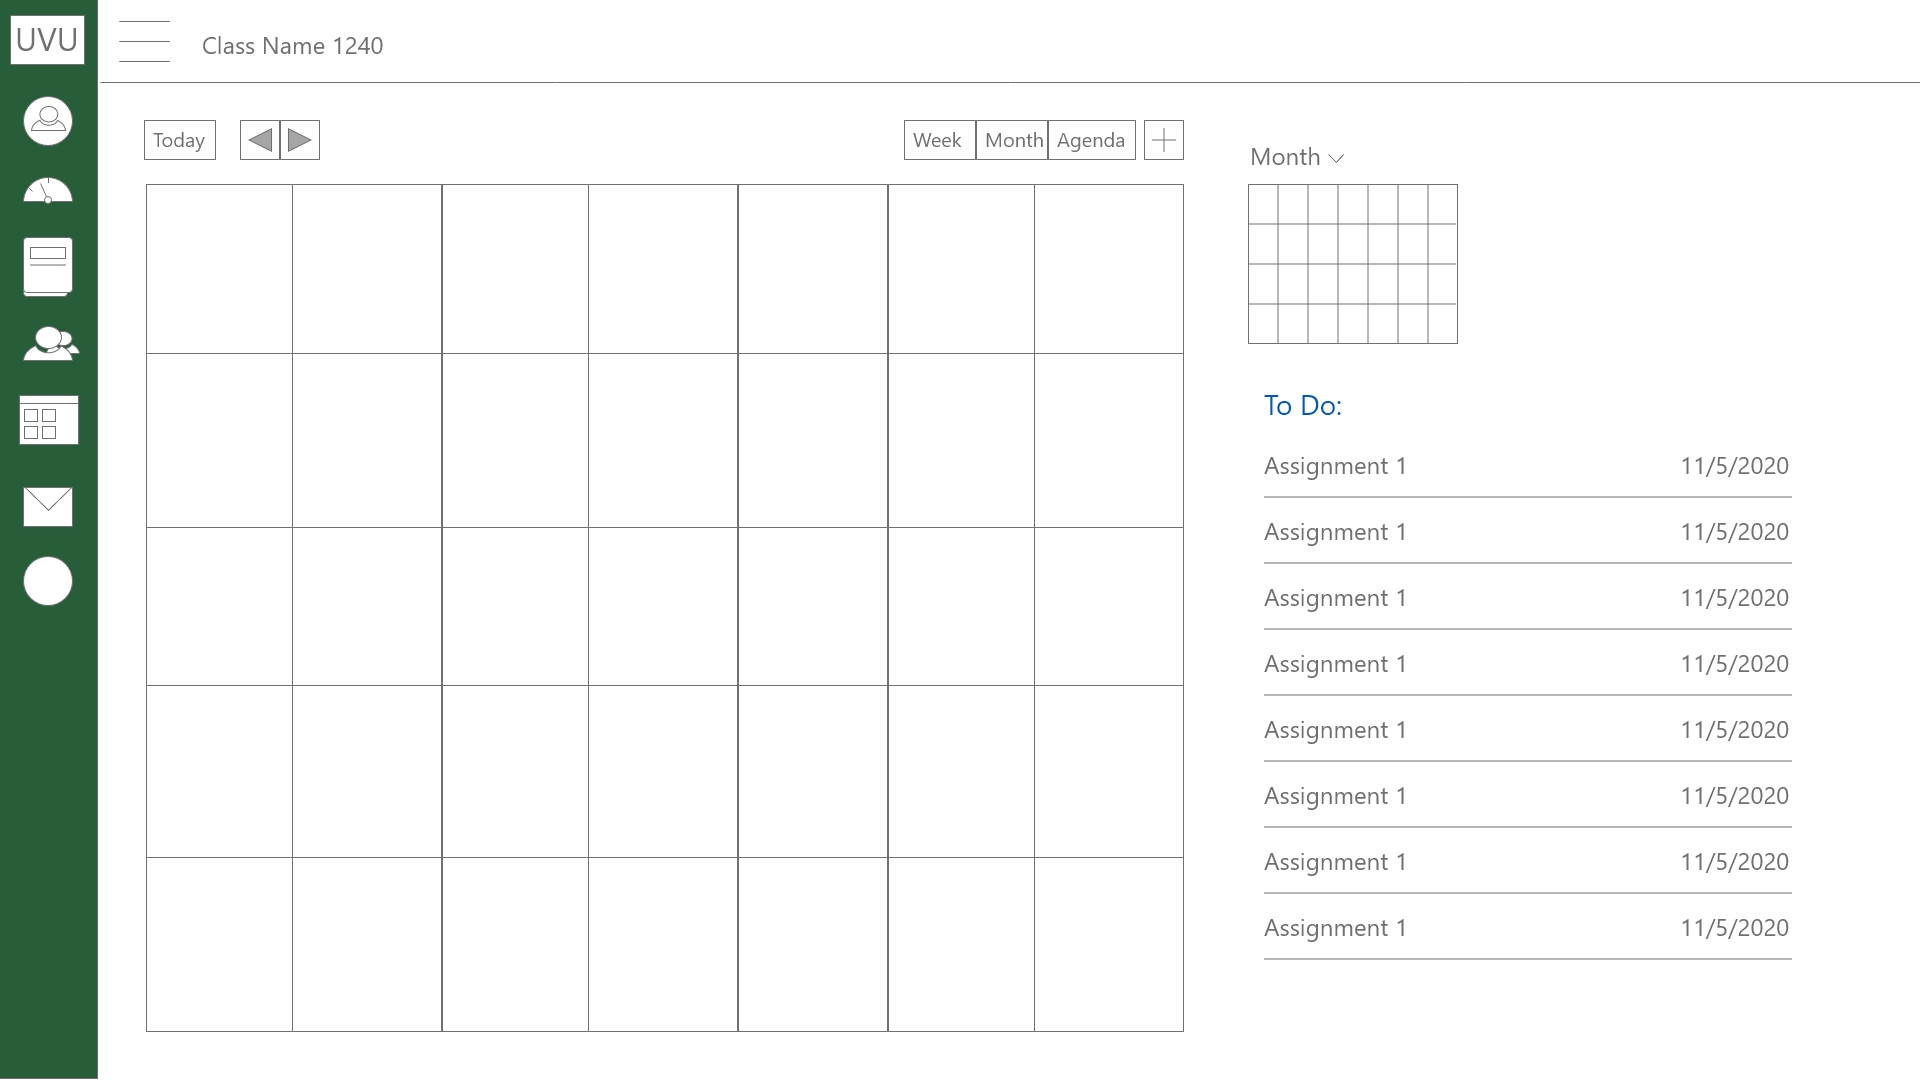 UVU
Class Name 1240
Today
Week Month Agenda
Month
To Do:
Assignment 1 11/5/2020
Assignment 1 11/5/2020
Assignment 1 11/5/2020
Assignment 1 11/5/2020
Assignment 1 11/5/2020
Assignment 1 11/5/2020
Assignment 1 11/5/2020
Assignment 1 11/5/2020